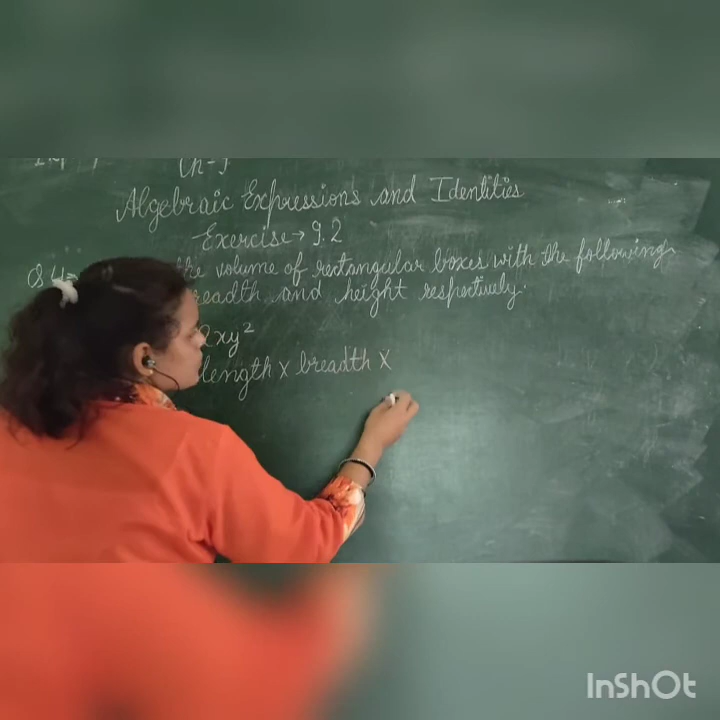 Algebraic Expressions and Identities
Exercise → 9.2
the volume of rectangular boxes with the following
breadth and height respectively.
2xy²
length × breadth ×
InShOt